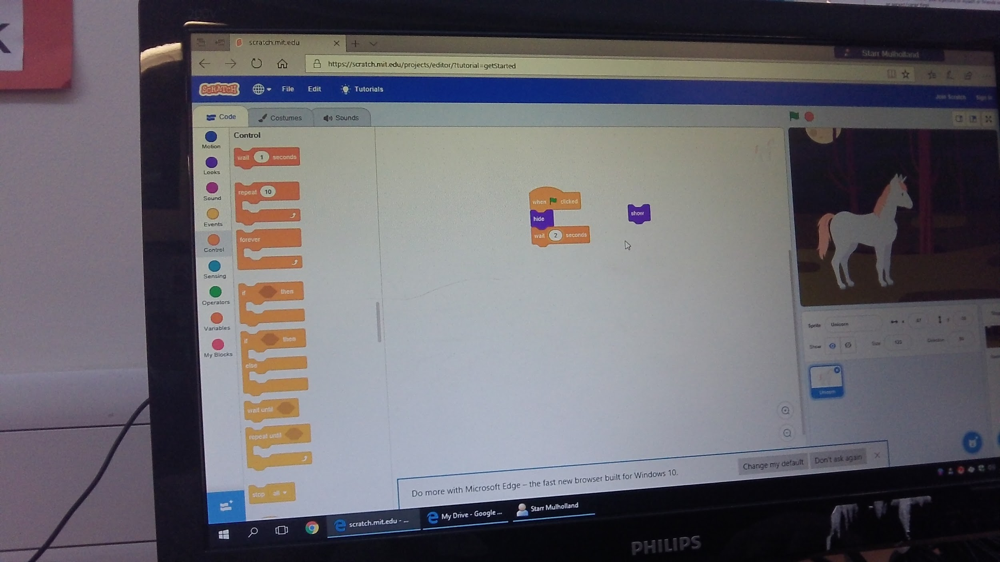 K
scratch.mit.edu
Starr Mulholland
https://scratch.mit.edu/projects/editor/?tutorial=getStarted
SCRATCH
File
Edit
Tutorials
Join Scratch
Sign in
Code
Costumes
Sounds
Motion
Looks
Sound
Events
Control
Sensing
Operators
Variables
My Blocks
Control
wait 1 seconds
repeat 10
forever
if then
if then
else
wait until
repeat until
stop all
when clicked
hide
wait 2 seconds
show
Sprite
Unicorn
x
Show
Size
Direction
Unicorn
Do more with Microsoft Edge – the fast new browser built for Windows 10.
Change my default
Don't ask again
scratch.mit.edu - ...
My Drive - Google ...
Starr Mulholland
PHILIPS